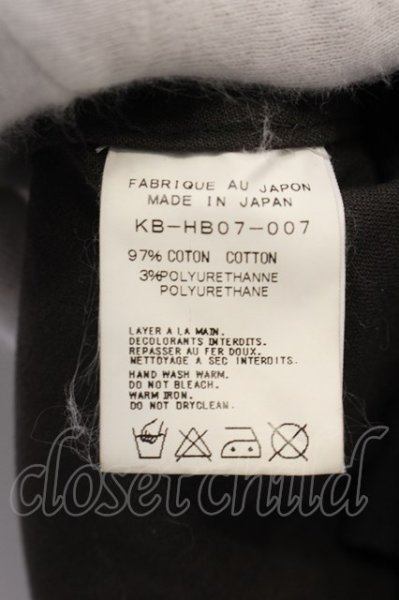 FABRIQUE AU JAPON
MADE IN JAPAN
KB-HB07-007
97% COTON COTTON
3%POLYURETHANNE
POLYURETHANE
LAYER A LA MAIN.
DECOLORANTS INTERDITS.
REPASSER AU FER DOUX.
NETTOYAGE A SEC INTERDITS.
HAND WASH WARM.
DO NOT BLEACH.
WARM IRON.
DO NOT DRYCLEAN.
closet child